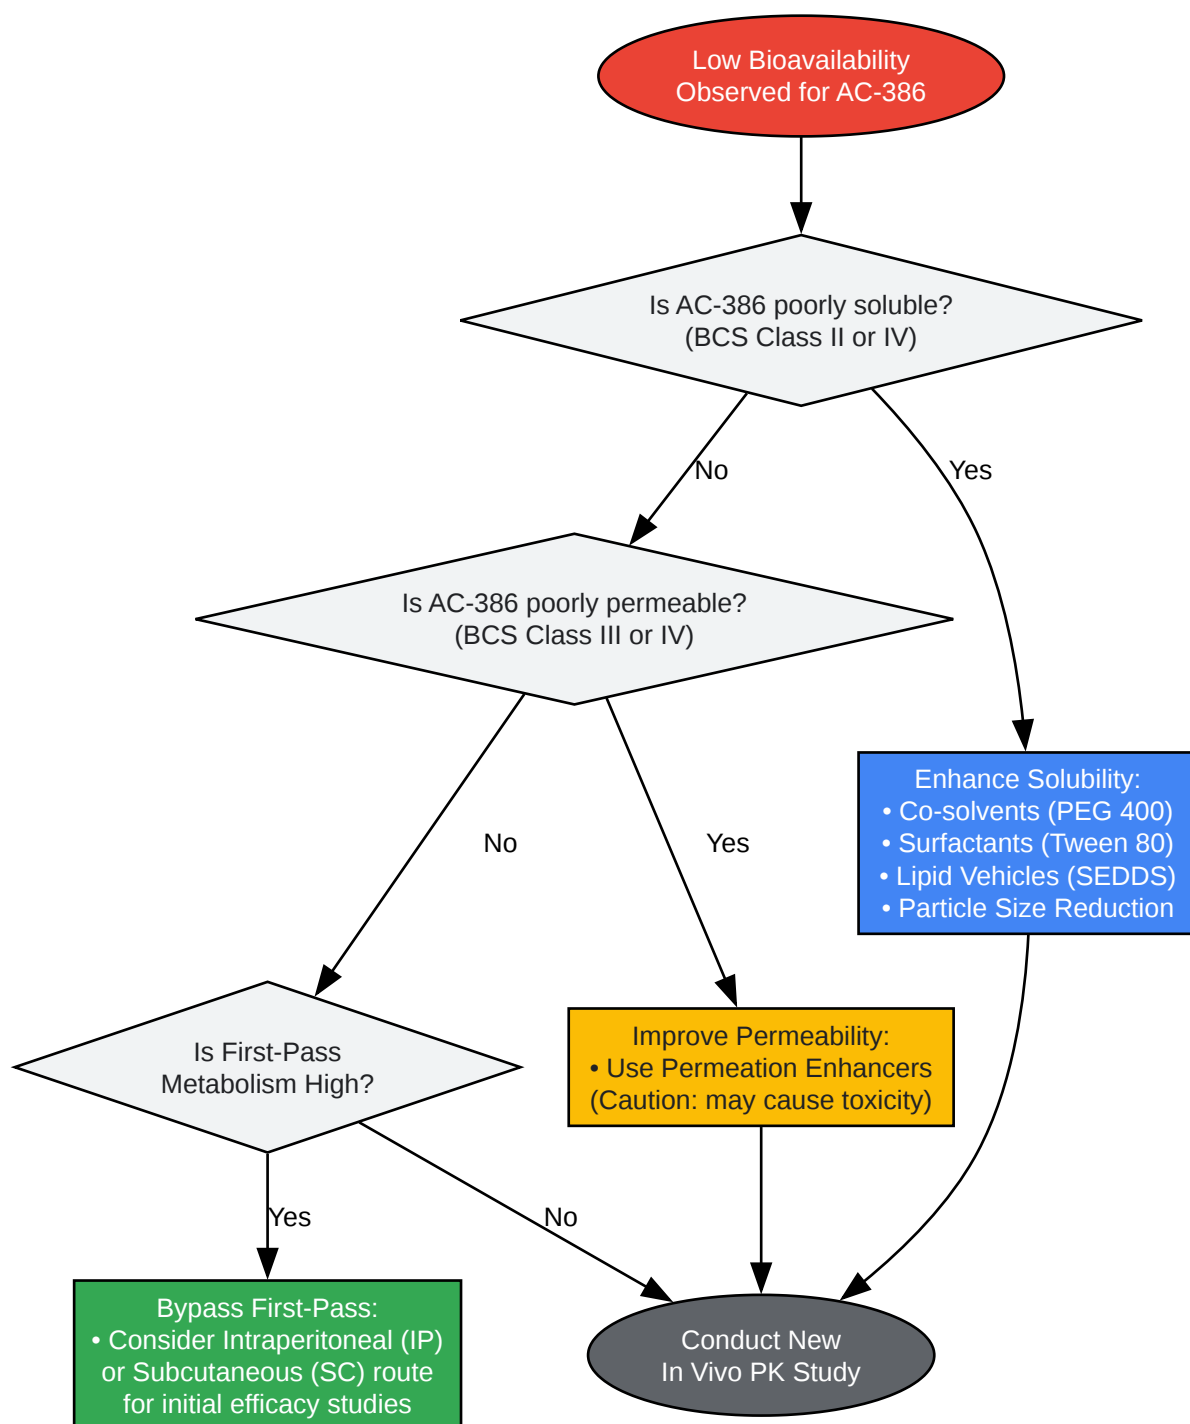 Low Bioavailability
Observed for AC-386
Is AC-386 poorly soluble?
(BCS Class II or IV)
No
Yes
Is AC-386 poorly permeable?
(BCS Class III or IV)
No
Yes
Enhance Solubility:
• Co-solvents (PEG 400)
• Surfactants (Tween 80)
• Lipid Vehicles (SEDDS)
• Particle Size Reduction
Is First-Pass
Metabolism High?
Improve Permeability:
• Use Permeation Enhancers
(Caution: may cause toxicity)
Yes
No
Bypass First-Pass:
• Consider Intraperitoneal (IP)
or Subcutaneous (SC) route
for initial efficacy studies
Conduct New
In Vivo PK Study